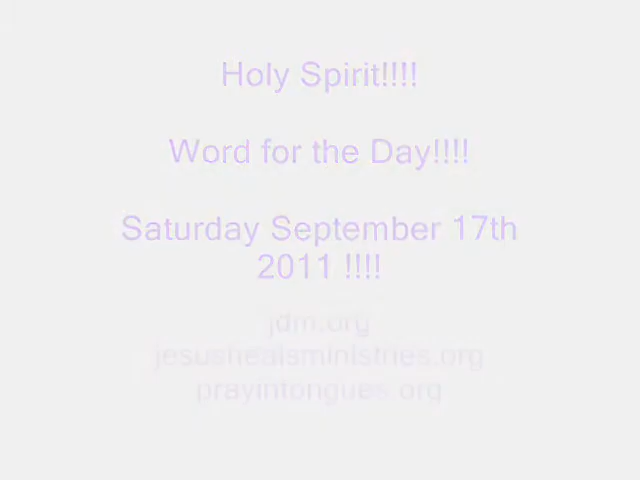 Holy Spirit!!!!
Word for the Day!!!!
Saturday September 17th
2011 !!!!
jdm.org
jesushealsministries.org
prayintongues.org